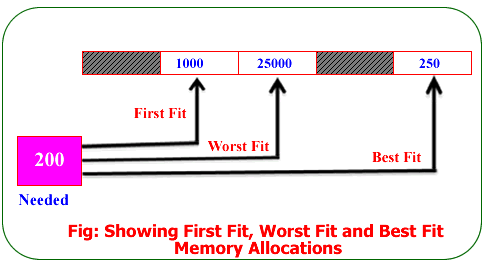 1000 25000 250
First Fit
Worst Fit
Best Fit
200
Needed
Fig: Showing First Fit, Worst Fit and Best Fit
Memory Allocations